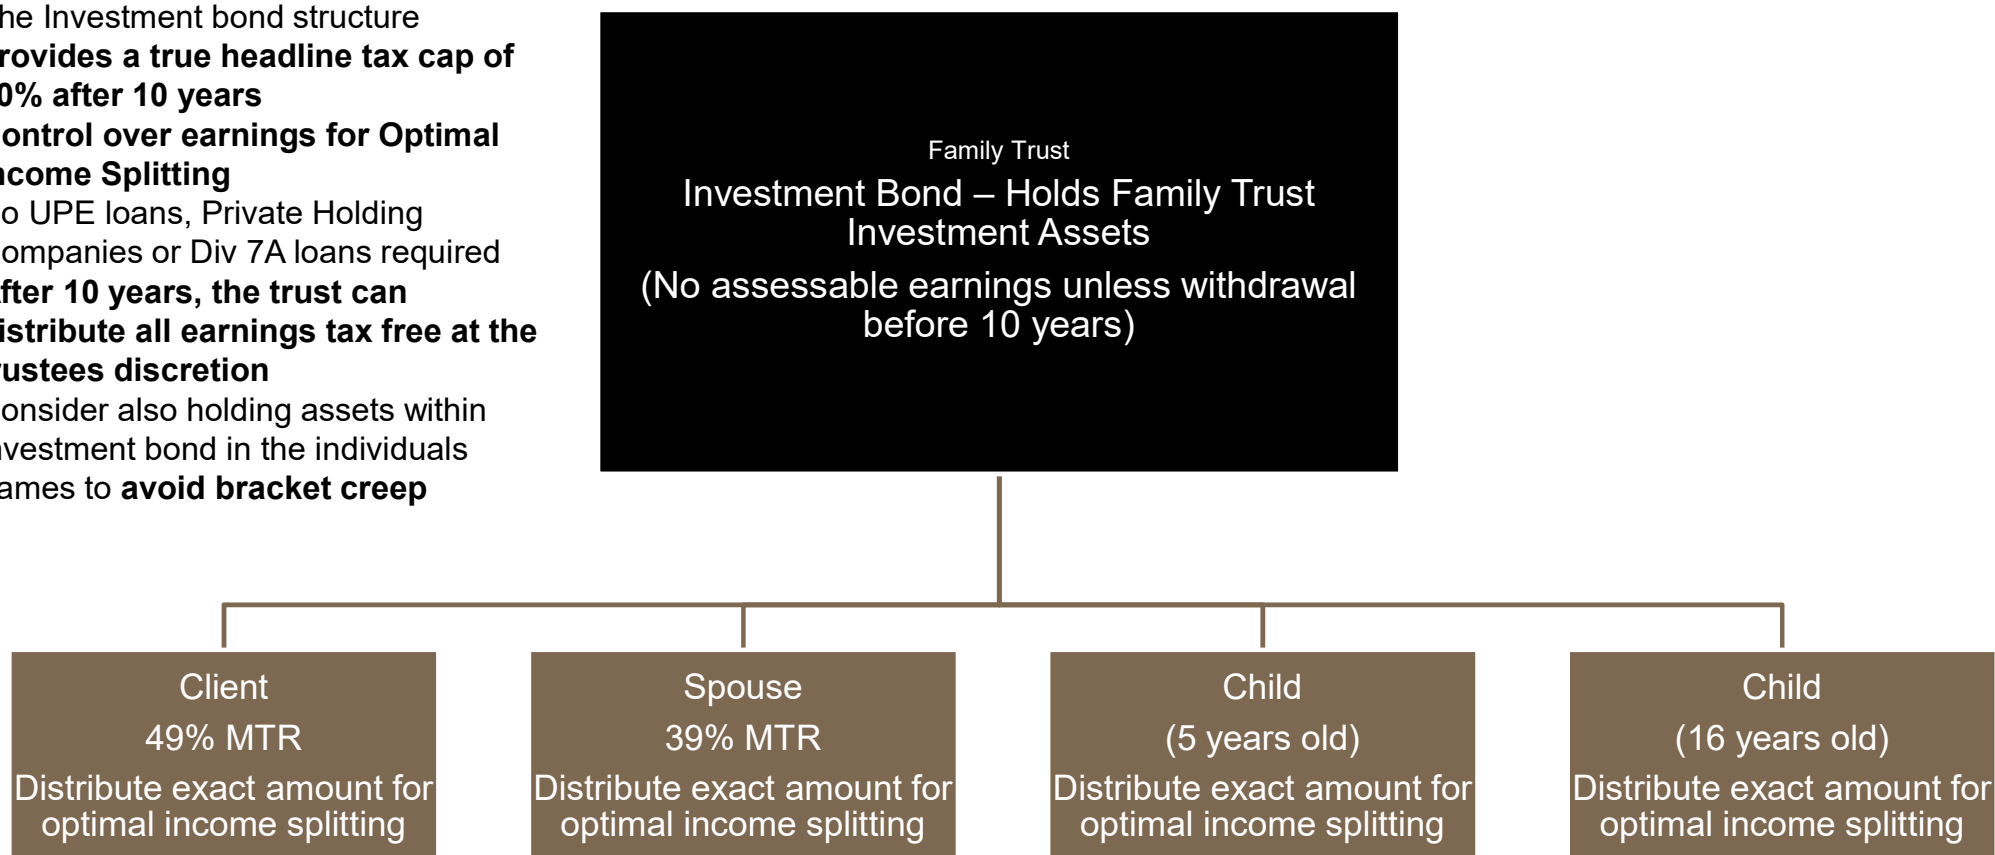 he Investment bond structure
rovides a true headline tax cap of
0% after 10 years
ontrol over earnings for Optimal
ncome Splitting
o UPE loans, Private Holding
ompanies or Div 7A loans required
fter 10 years, the trust can
istribute all earnings tax free at the
rustees discretion
onsider also holding assets within
nvestment bond in the individuals
ames to avoid bracket creep
Family Trust
Investment Bond – Holds Family Trust
Investment Assets
(No assessable earnings unless withdrawal
before 10 years)
Client
49% MTR
Distribute exact amount for
optimal income splitting
Spouse
39% MTR
Distribute exact amount for
optimal income splitting
Child
(5 years old)
Distribute exact amount for
optimal income splitting
Child
(16 years old)
Distribute exact amount for
optimal income splitting